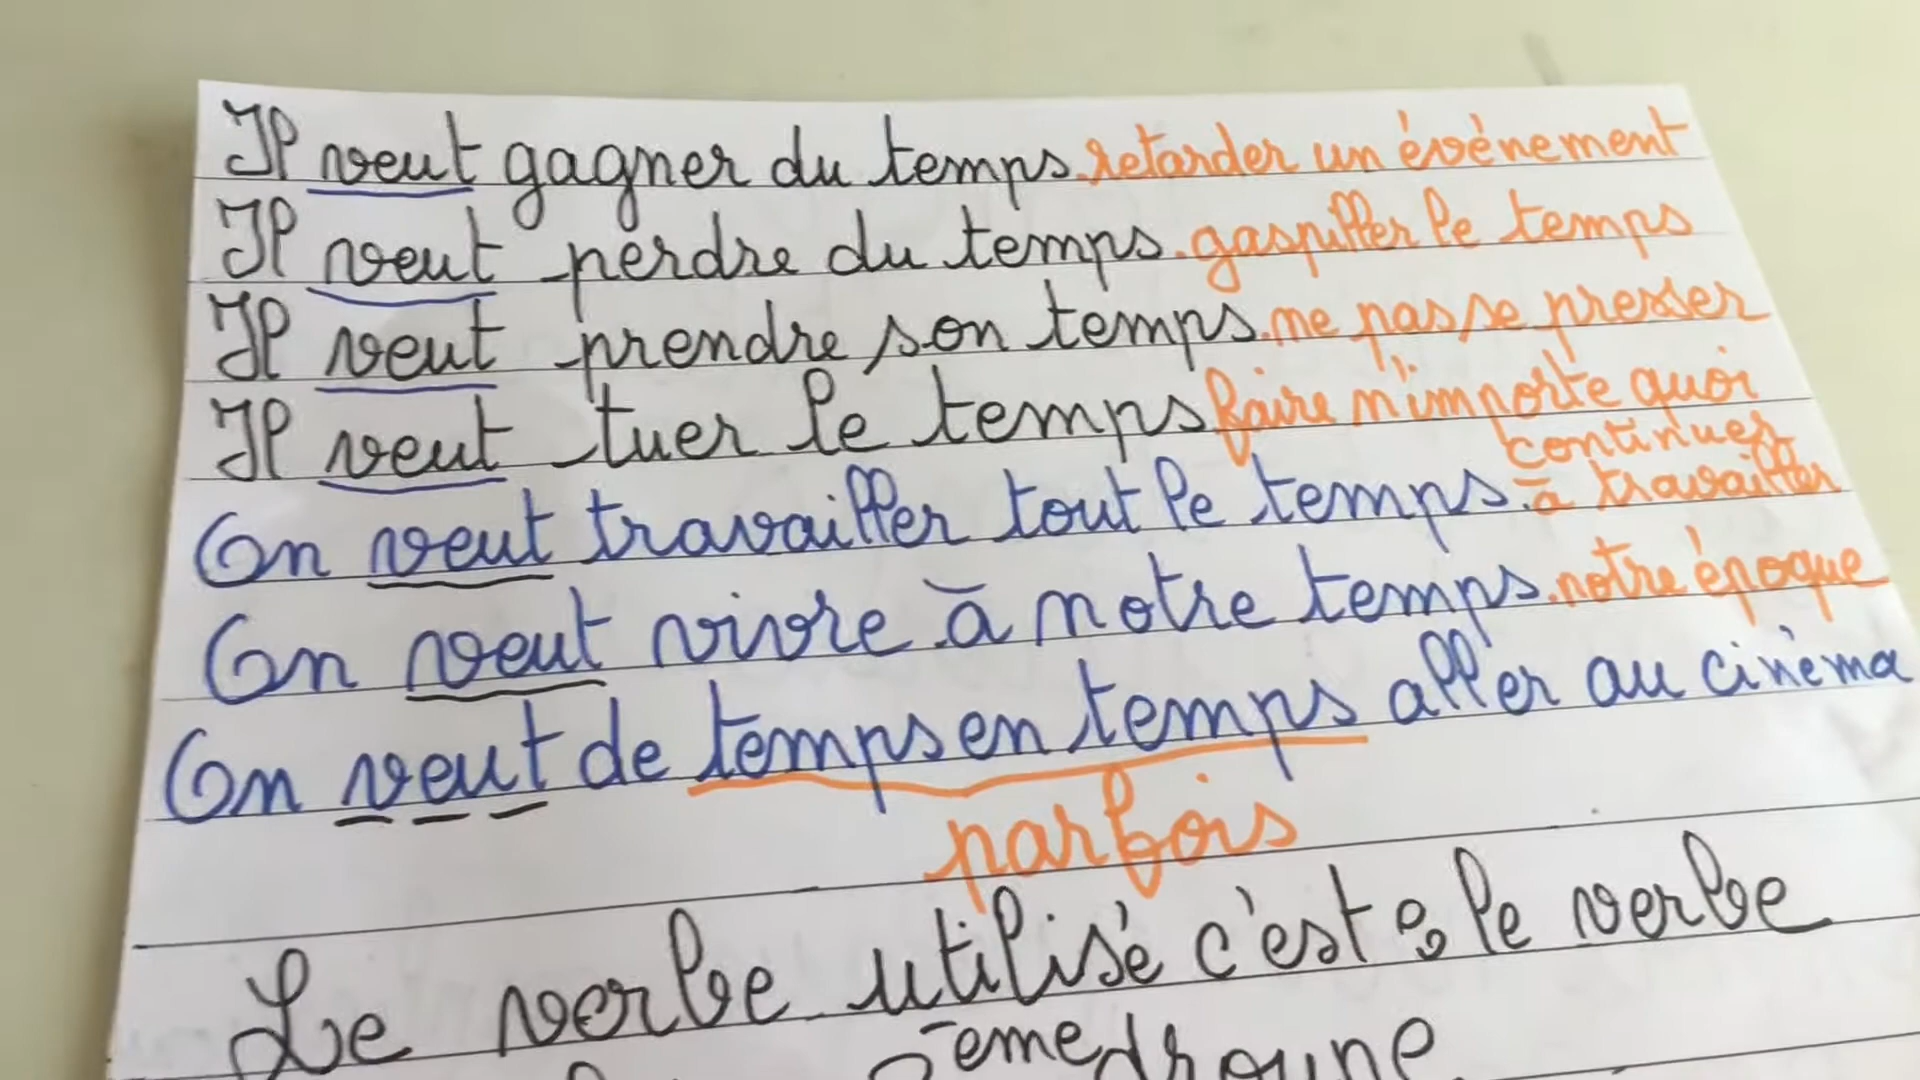 Il veut gagner du temps. retarder un événement
Il veut perdre du temps. gaspiller le temps
Il veut prendre son temps. ne pas se presser
Il veut tuer le temps faire n'importe quoi
On veut travailler tout le temps. continuer à travailler
On veut vivre à notre temps. notre époque
On veut de temps en temps aller au cinéma
parfois
Le verbe utilisé c'est : le verbe
ème groupe